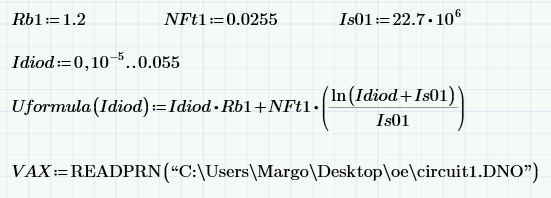 Rb1:=1.2 NFt1:=0.0255 Is01:=22.7·10⁶
Idiod:=0,10⁻⁵..0.055
Uformula(Idiod):=Idiod·Rb1+NFt1·(ln(Idiod+Is01)/Is01)
VAX:=READPRN(“C:\Users\Margo\Desktop\oe\circuit1.DNO”)